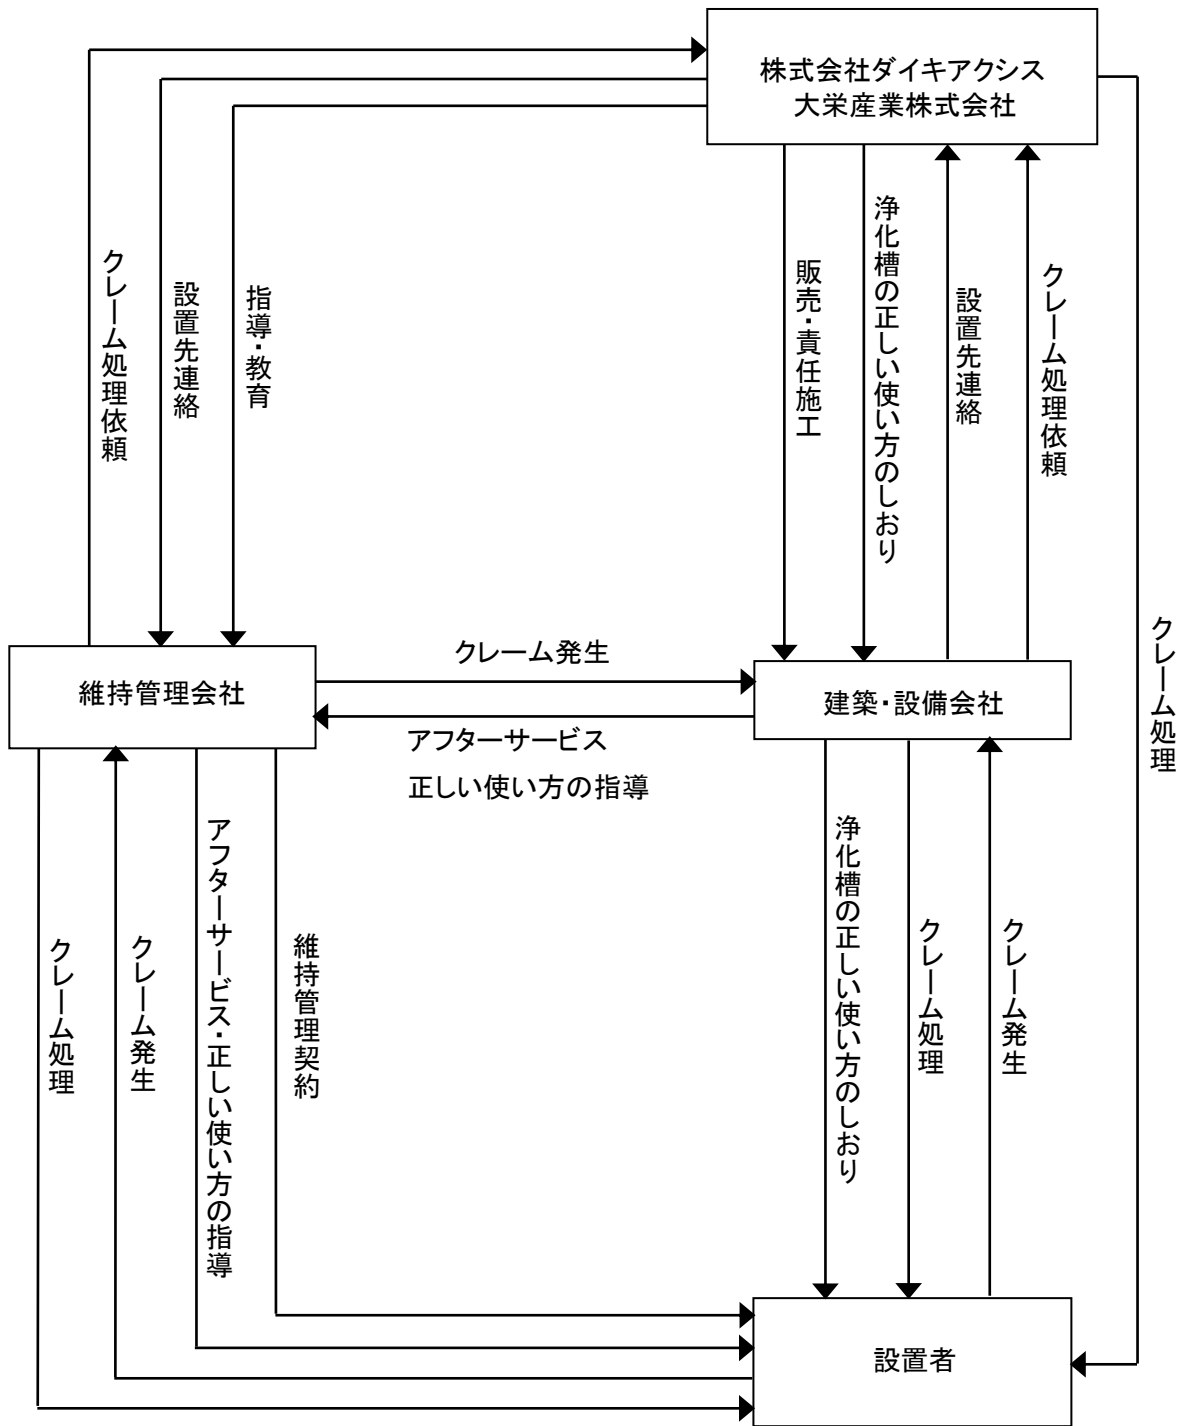 株式会社ダイキアクシス
大栄産業株式会社
クレーム処理依頼
設置先連絡
指導・教育
販売・責任施工
浄化槽の正しい使い方のしおり
設置先連絡
クレーム処理依頼
クレーム処理
維持管理会社
クレーム発生
建築・設備会社
アフターサービス
正しい使い方の指導
クレーム処理
クレーム発生
アフターサービス・正しい使い方の指導
維持管理契約
浄化槽の正しい使い方のしおり
クレーム処理
クレーム発生
設置者